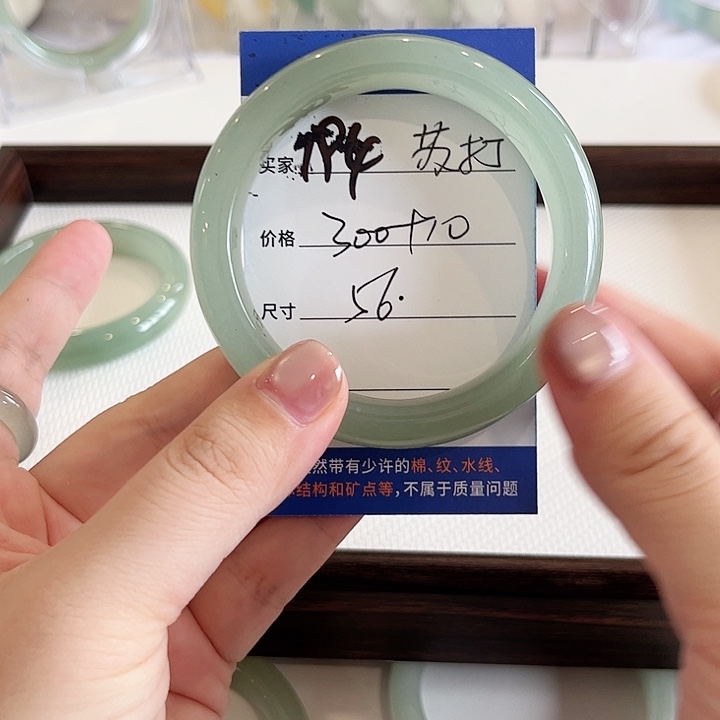 买家 苏打
价格 300+10
尺寸 56.
然带有少许的棉、纹、水线、
结构和矿点等,不属于质量问题